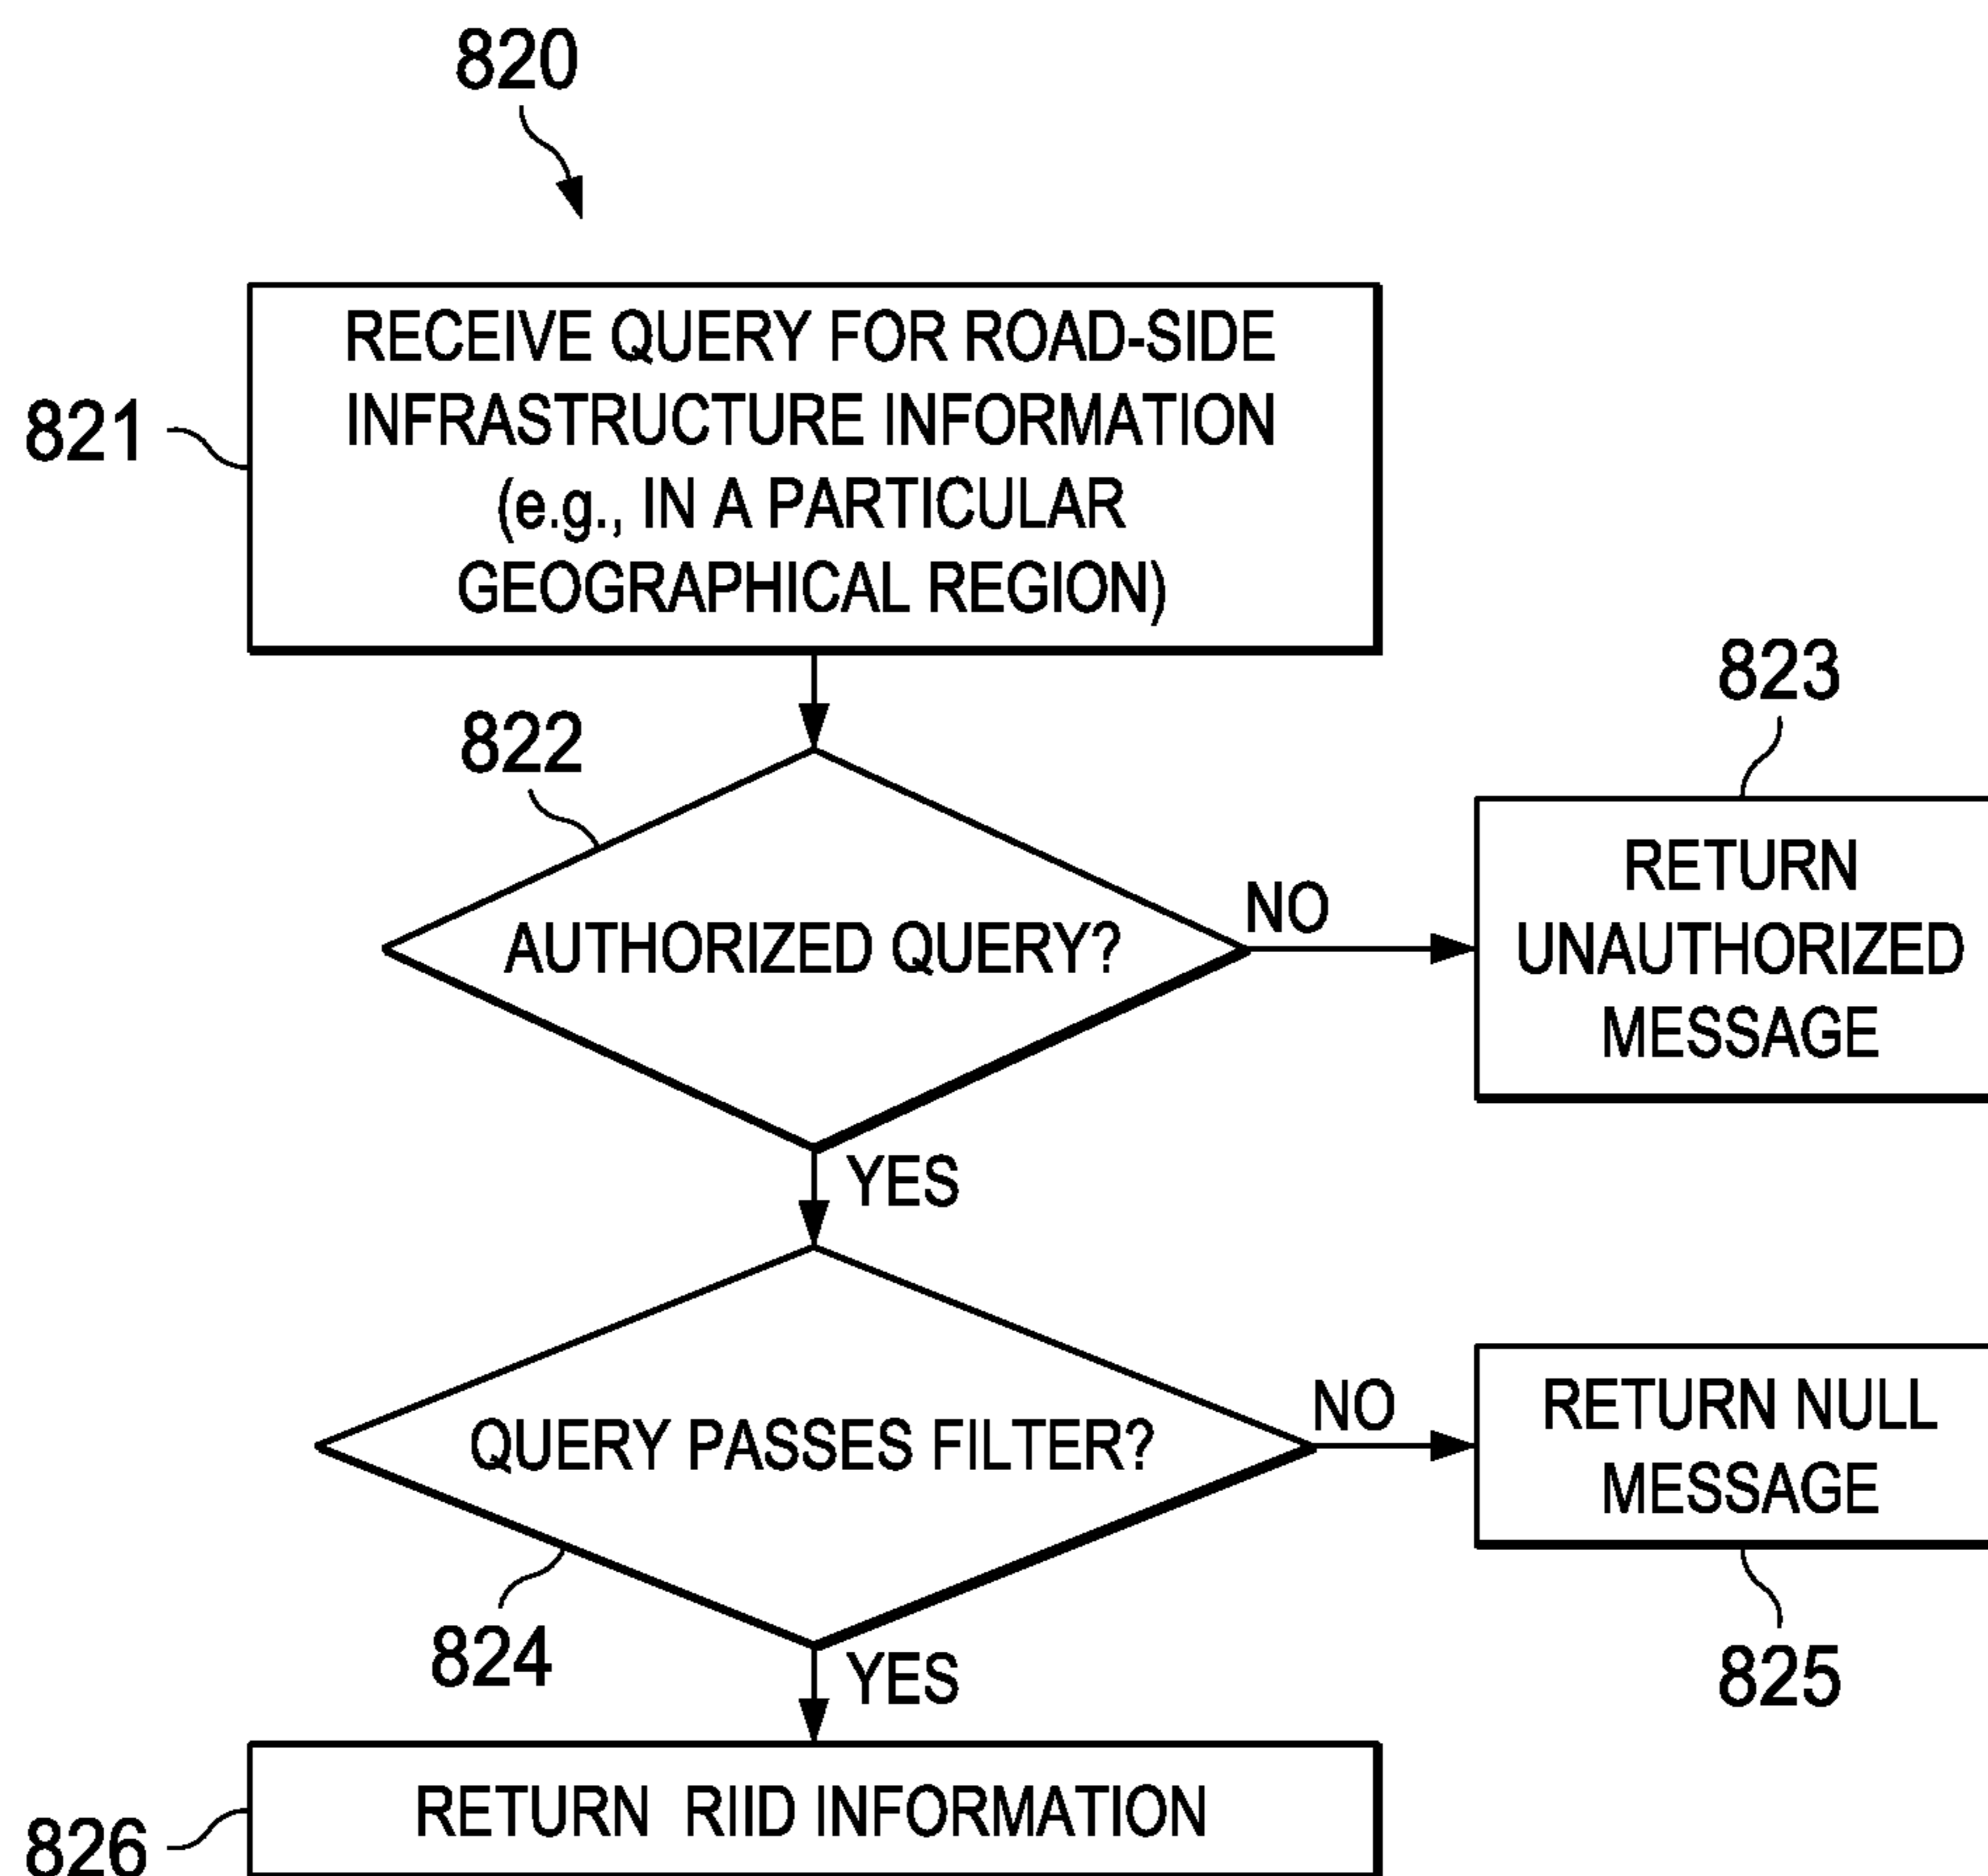 820
RECEIVE QUERY FOR ROAD-SIDE
INFRASTRUCTURE INFORMATION
(e.g., IN A PARTICULAR
GEOGRAPHICAL REGION)
821
822
AUTHORIZED QUERY?
NO
823
RETURN
UNAUTHORIZED
MESSAGE
YES
QUERY PASSES FILTER?
824
NO
RETURN NULL
MESSAGE
825
YES
RETURN RIID INFORMATION
826